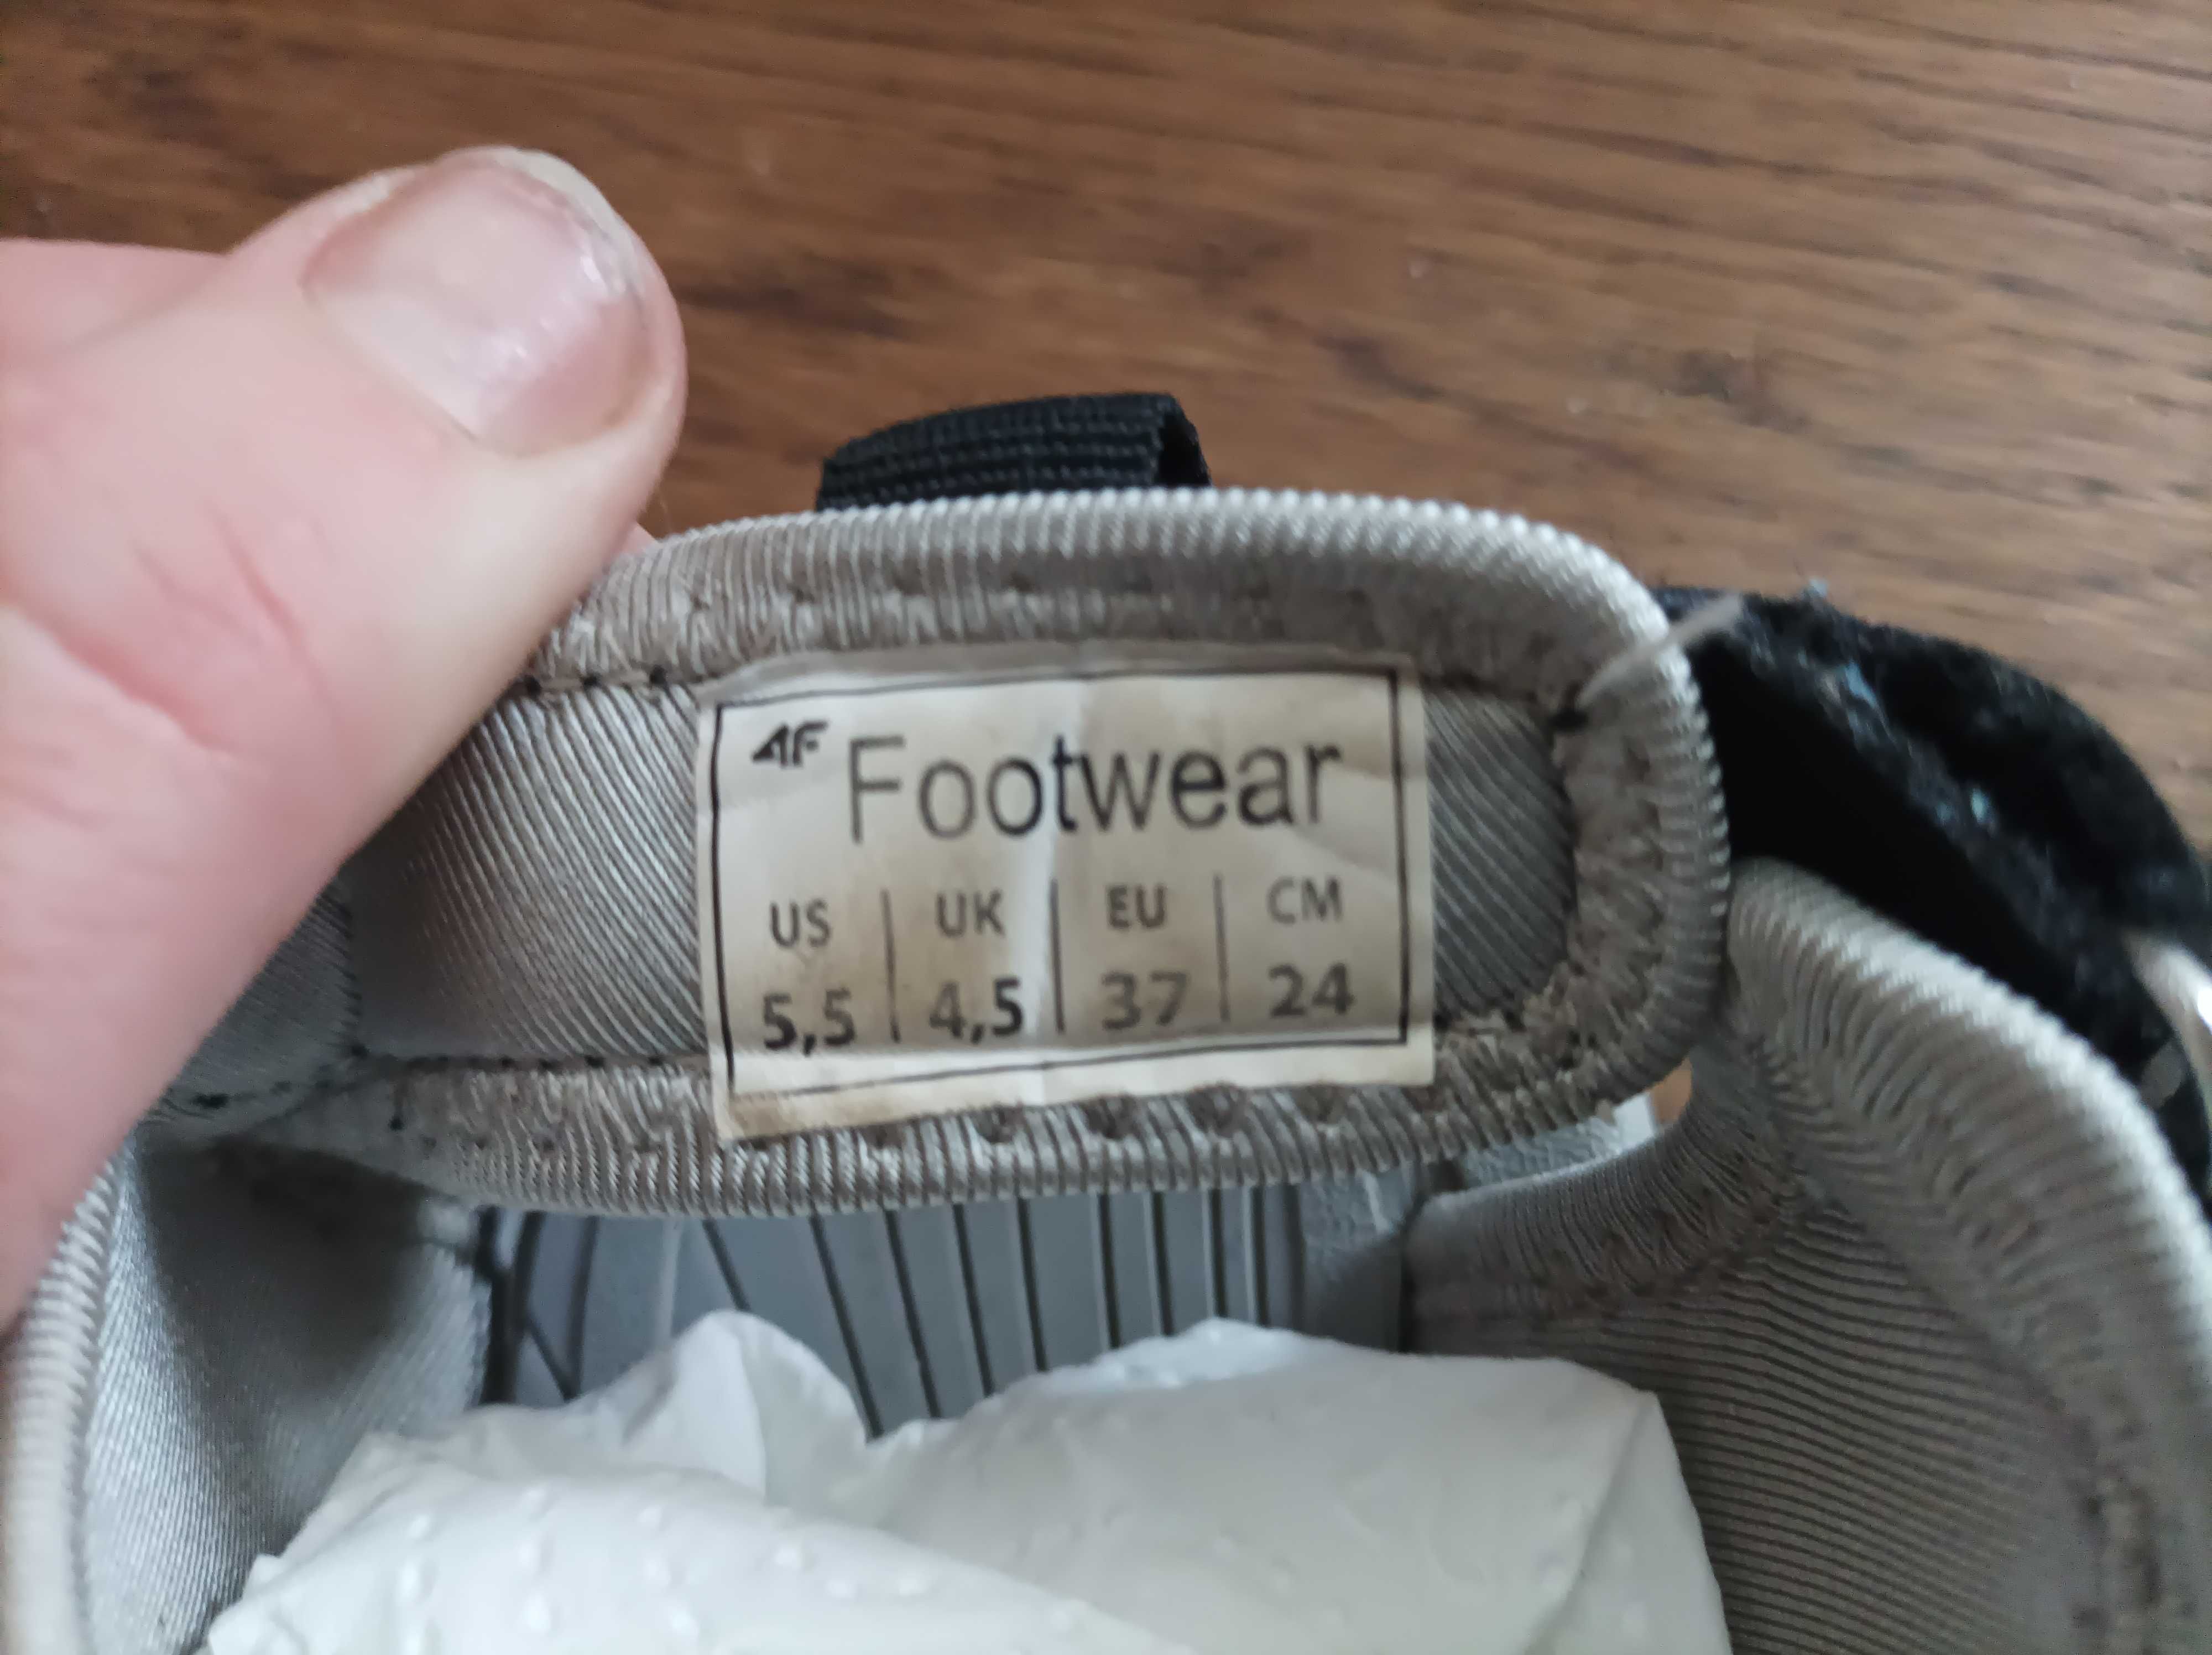 4F Footwear
US | UK | EU | CM
5,5 | 4,5 | 37 | 24